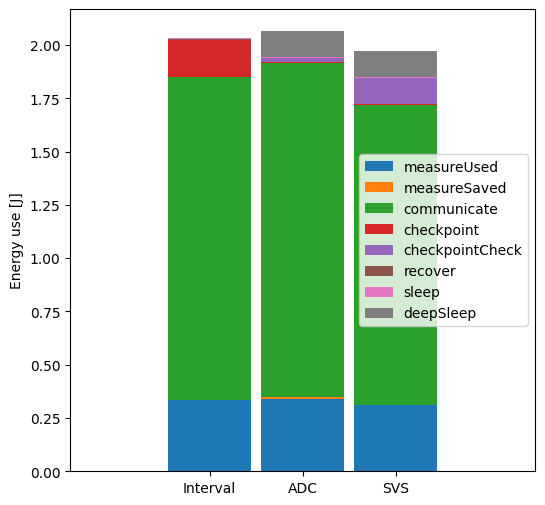 Energy use [J]
2.00
1.75
1.50
1.25
1.00
0.75
0.50
0.25
0.00
measureUsed
measureSaved
communicate
checkpoint
checkpointCheck
recover
sleep
deepSleep
Interval
ADC
SVS